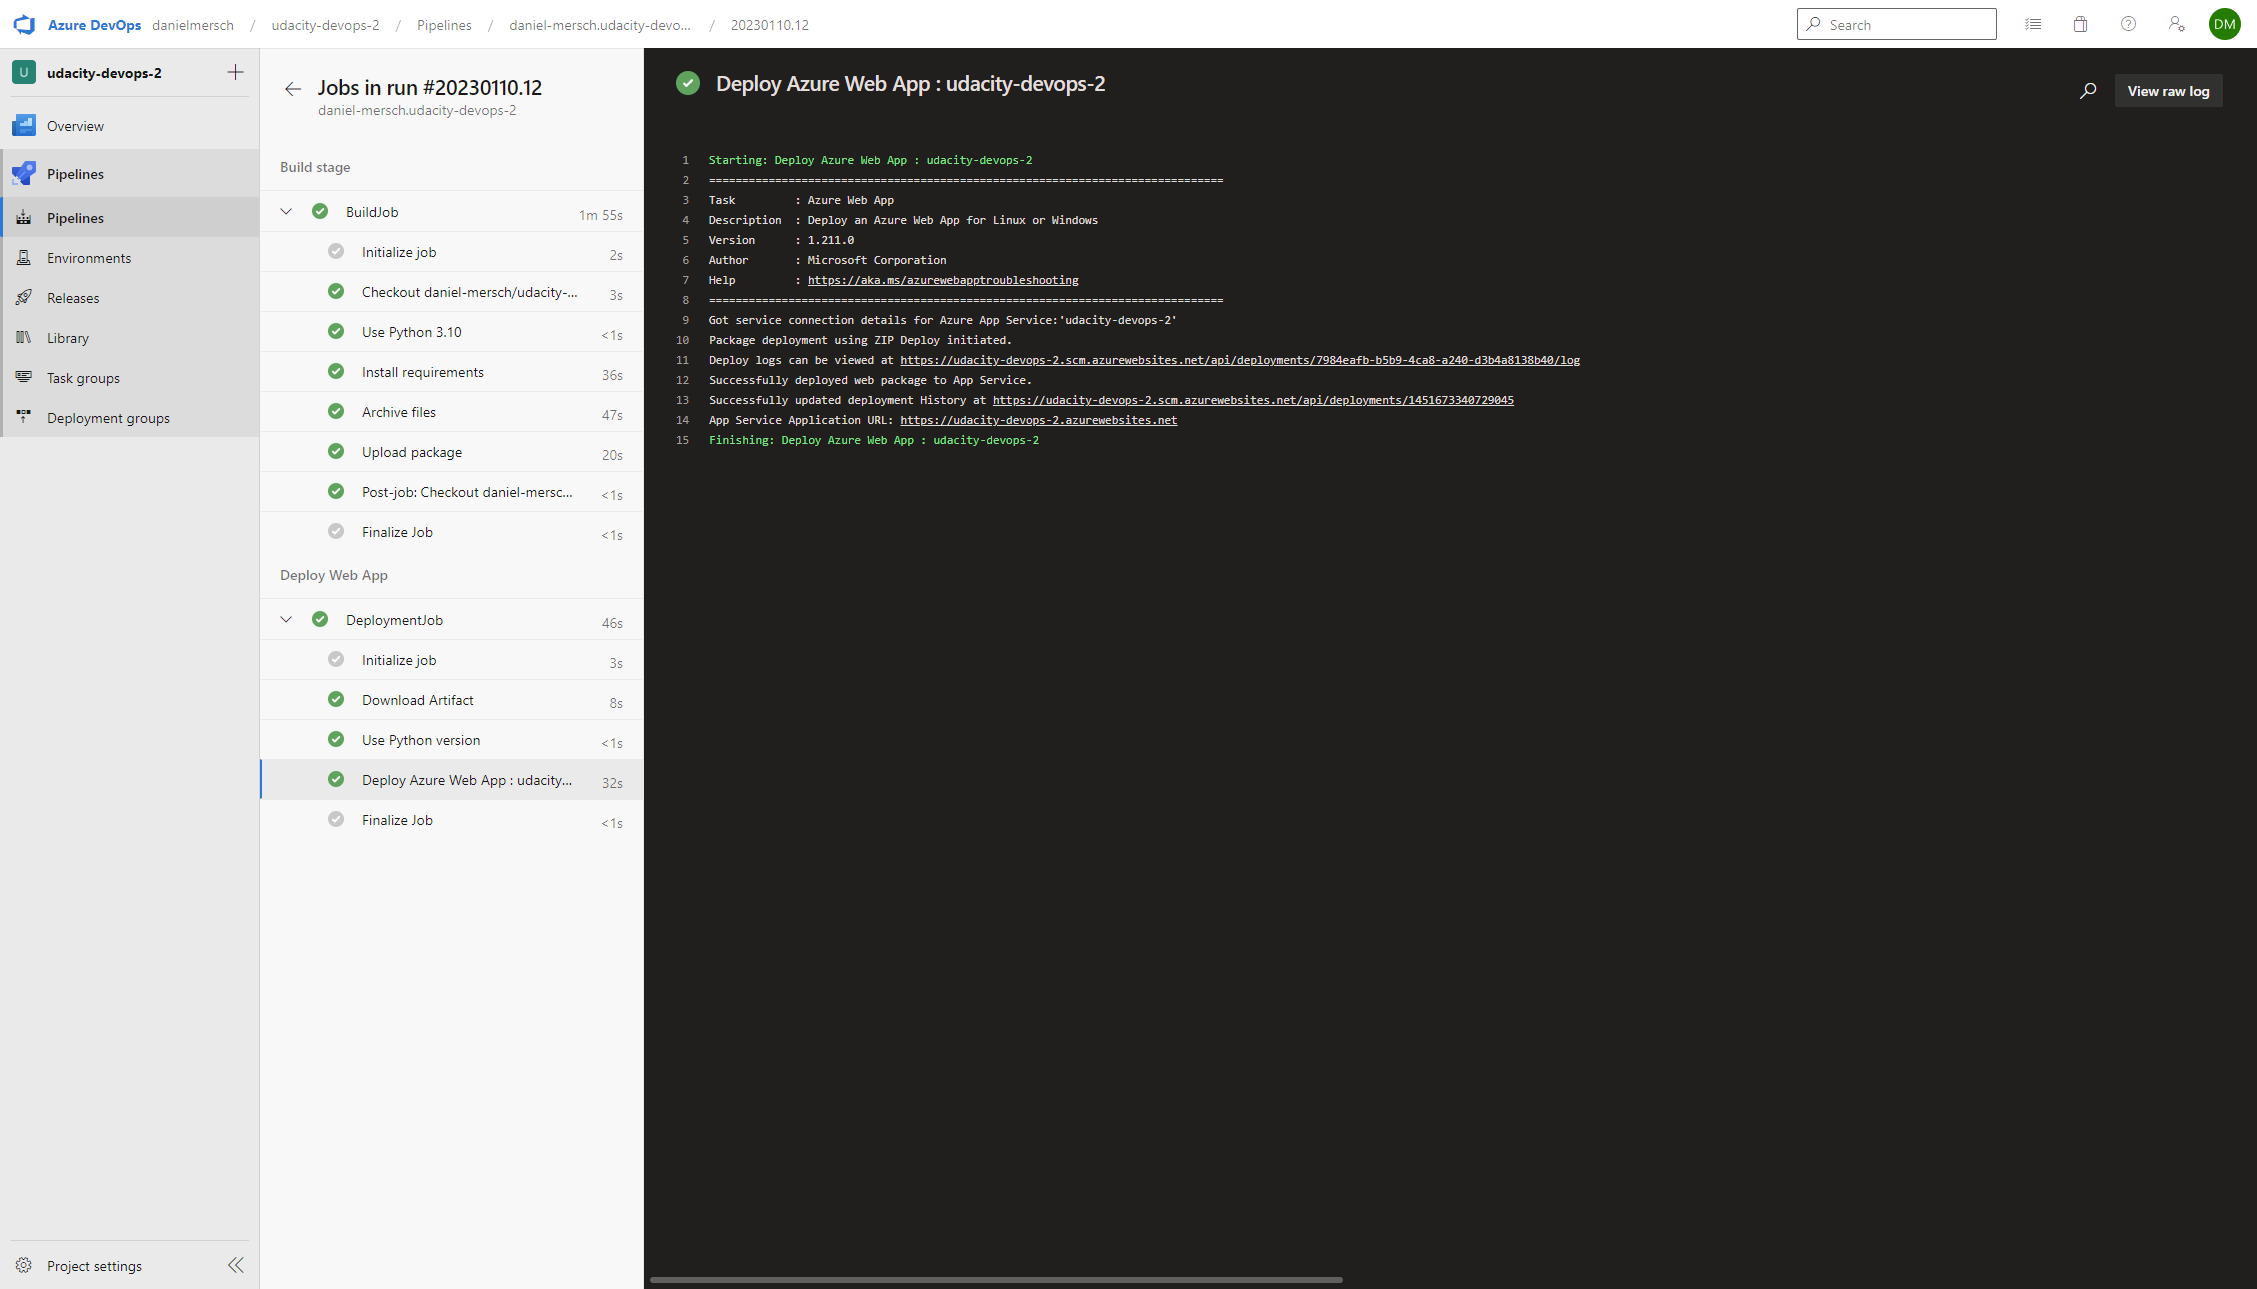 Azure DevOps danielmersch / udacity-devops-2 / Pipelines / daniel-mersch.udacity-devo... / 20230110.12
Search
DM
U udacity-devops-2
Overview
Pipelines
Pipelines
Environments
Releases
Library
Task groups
Deployment groups
Project settings
Jobs in run #20230110.12
daniel-mersch.udacity-devops-2
Build stage
BuildJob 1m 55s
Initialize job 2s
Checkout daniel-mersch/udacity-... 3s
Use Python 3.10 <1s
Install requirements 36s
Archive files 47s
Upload package 20s
Post-job: Checkout daniel-mersc... <1s
Finalize Job <1s
Deploy Web App
DeploymentJob 46s
Initialize job 3s
Download Artifact 8s
Use Python version <1s
Deploy Azure Web App : udacity... 32s
Finalize Job <1s
Deploy Azure Web App : udacity-devops-2
View raw log
1 Starting: Deploy Azure Web App : udacity-devops-2
2 ==============================================================================
3 Task : Azure Web App
4 Description : Deploy an Azure Web App for Linux or Windows
5 Version : 1.211.0
6 Author : Microsoft Corporation
7 Help : https://aka.ms/azurewebapptroubleshooting
8 ==============================================================================
9 Got service connection details for Azure App Service:'udacity-devops-2'
10 Package deployment using ZIP Deploy initiated.
11 Deploy logs can be viewed at https://udacity-devops-2.scm.azurewebsites.net/api/deployments/7984eafb-b5b9-4ca8-a240-d3b4a8138b40/log
12 Successfully deployed web package to App Service.
13 Successfully updated deployment History at https://udacity-devops-2.scm.azurewebsites.net/api/deployments/1451673340729045
14 App Service Application URL: https://udacity-devops-2.azurewebsites.net
15 Finishing: Deploy Azure Web App : udacity-devops-2